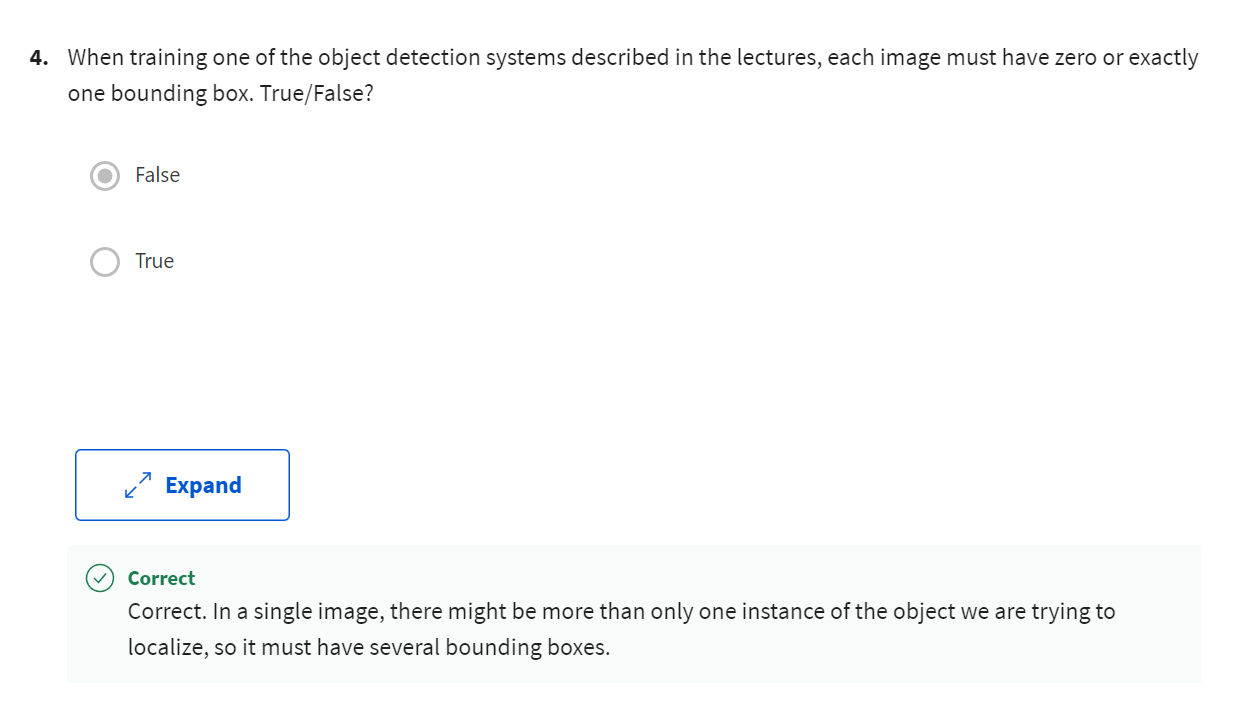 4. When training one of the object detection systems described in the lectures, each image must have zero or exactly
one bounding box. True/False?
False
True
Expand
Correct
Correct. In a single image, there might be more than only one instance of the object we are trying to
localize, so it must have several bounding boxes.